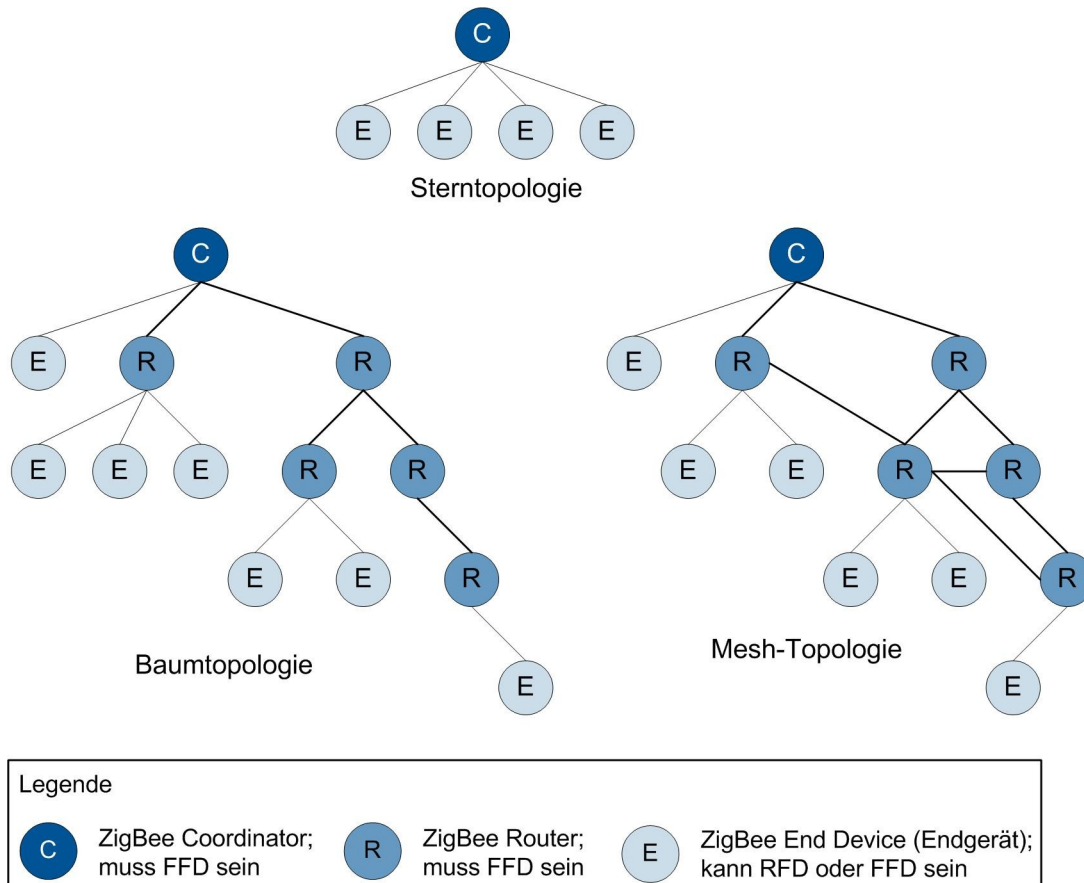 C
E E E E
Sterntopologie
C
C
E R R
E R R
E E E R R
E E R R
E E R
E E R
Baumtopologie
Mesh-Topologie
E
E
Legende
C ZigBee Coordinator;
muss FFD sein
R ZigBee Router;
muss FFD sein
E ZigBee End Device (Endgerät);
kann RFD oder FFD sein